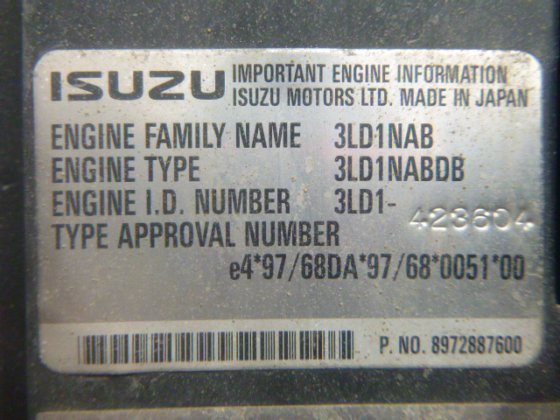 ISUZU IMPORTANT ENGINE INFORMATION
ISUZU MOTORS LTD. MADE IN JAPAN
ENGINE FAMILY NAME 3LD1NAB
ENGINE TYPE 3LD1NABDB
ENGINE I.D. NUMBER 3LD1- 423604
TYPE APPROVAL NUMBER
e4*97/68DA*97/68*0051*00
P. NO. 8972887600